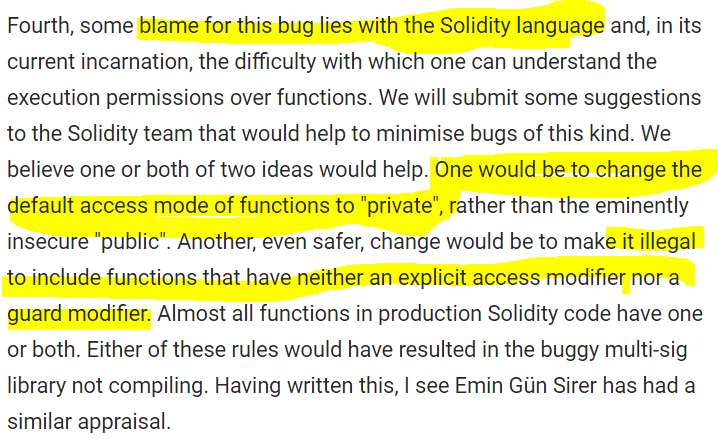 Fourth, some blame for this bug lies with the Solidity language and, in its
current incarnation, the difficulty with which one can understand the
execution permissions over functions. We will submit some suggestions
to the Solidity team that would help to minimise bugs of this kind. We
believe one or both of two ideas would help. One would be to change the
default access mode of functions to "private", rather than the eminently
insecure "public". Another, even safer, change would be to make it illegal
to include functions that have neither an explicit access modifier nor a
guard modifier. Almost all functions in production Solidity code have one
or both. Either of these rules would have resulted in the buggy multi-sig
library not compiling. Having written this, I see Emin Gün Sirer has had a
similar appraisal.